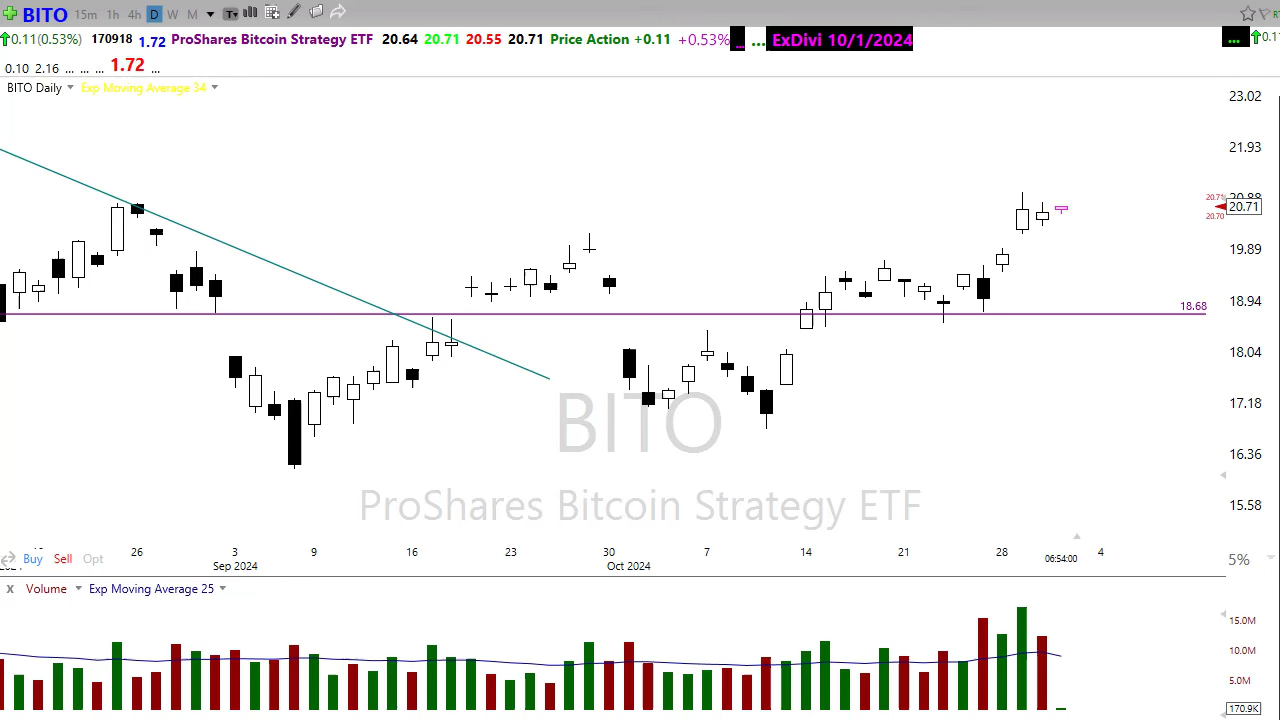 BITO 15m 1h 4h D W M
0.11(0.53%) 170918 1.72 ProShares Bitcoin Strategy ETF 20.64 20.71 20.55 20.71 Price Action +0.11 +0.53% ... ... ExDivi 10/1/2024 ...
0.10 2.16 ... ... ... 1.72 ...
BITO Daily Exp Moving Average 34
23.02
21.93
20.71
20.71
20.70
19.89
18.94
18.68
18.04
17.18
16.36
15.58
BITO
ProShares Bitcoin Strategy ETF
26 3 9 16 23 30 7 14 21 28 06:54:00 4
Sep 2024 Oct 2024
Buy Sell Opt
5%
X Volume Exp Moving Average 25
15.0M
10.0M
5.0M
170.9K